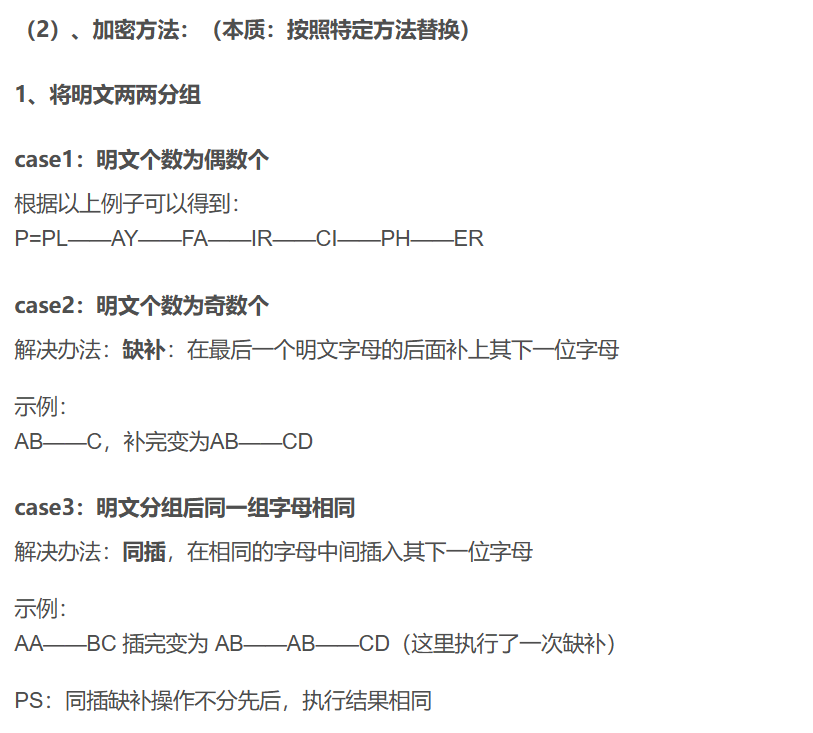 （2）、加密方法：（本质：按照特定方法替换）
1、将明文两两分组
case1：明文个数为偶数个
根据以上例子可以得到：
P=PL——AY——FA——IR——CI——PH——ER
case2：明文个数为奇数个
解决办法：缺补：在最后一个明文字母的后面补上其下一位字母
示例：
AB——C，补完变为AB——CD
case3：明文分组后同一组字母相同
解决办法：同插，在相同的字母中间插入其下一位字母
示例：
AA——BC 插完变为 AB——AB——CD（这里执行了一次缺补）
PS：同插缺补操作不分先后，执行结果相同